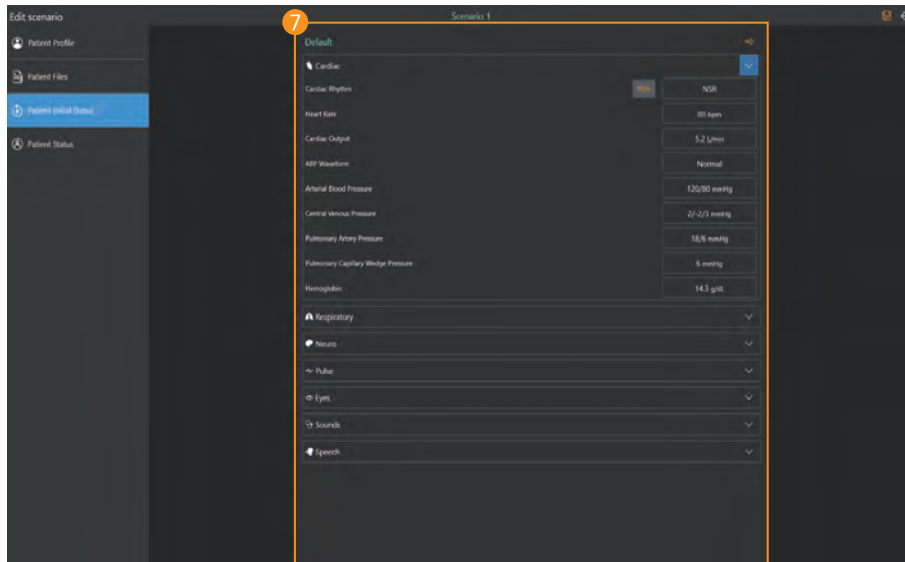 Edit scenario
Scenario 1
7
Patient Profile
Patient Files
Patient Initial Status
Patient Status
Default
Cardiac
Cardiac Rhythm
NSR
Heart Rate
80 bpm
Cardiac Output
5.2 L/min
ABP Waveform
Normal
Arterial Blood Pressure
120/80 mmHg
Central Venous Pressure
2/-2/3 mmHg
Pulmonary Artery Pressure
18/6 mmHg
Pulmonary Capillary Wedge Pressure
6 mmHg
Hemoglobin
14.3 g/dL
Respiratory
Neuro
Pulse
Eyes
Sounds
Speech